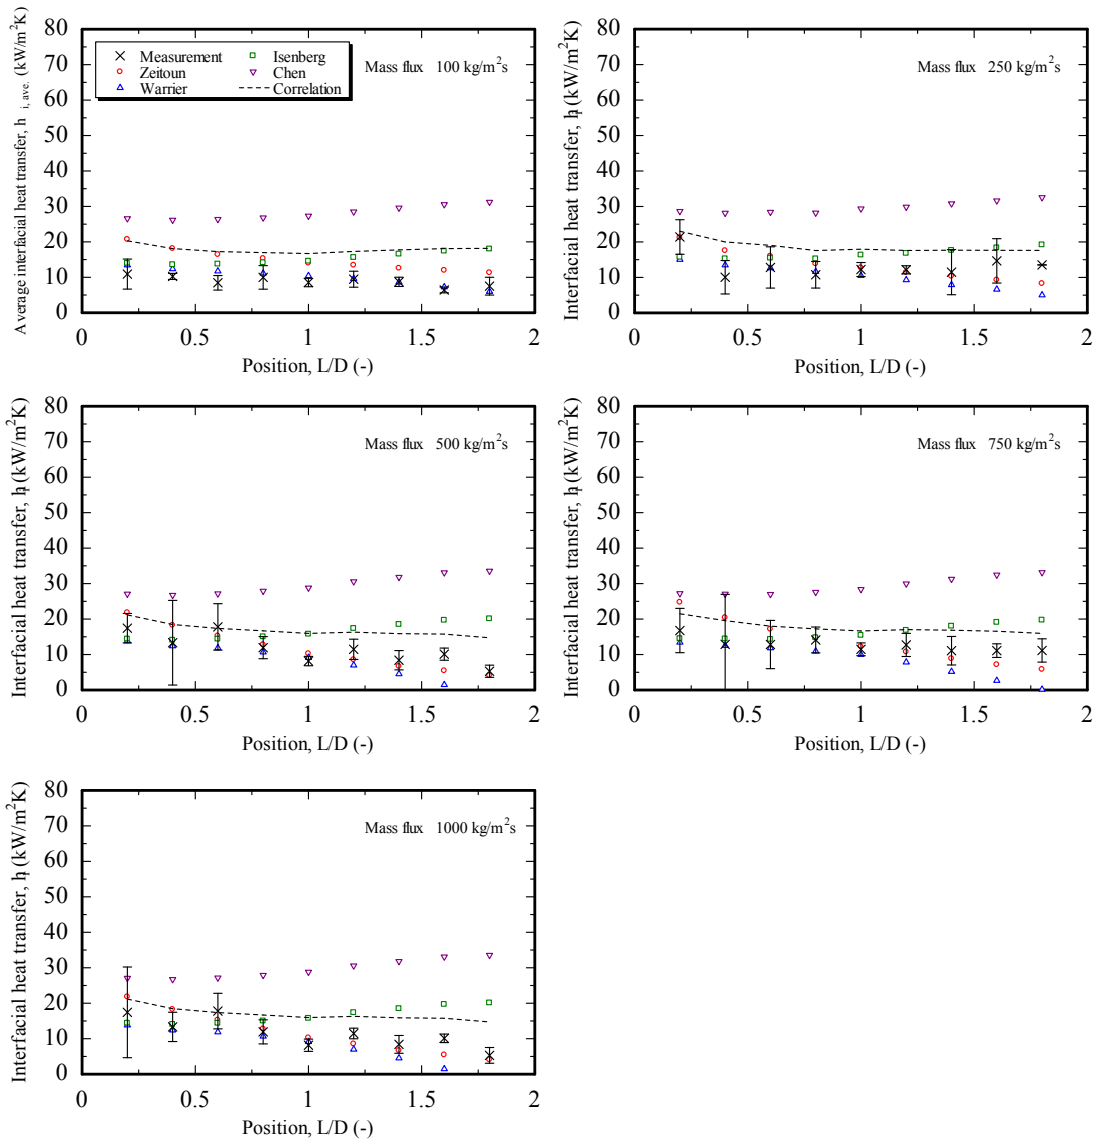 80
70
60
50
40
30
20
10
0
Average interfacial heat transfer, h i, ave. (kW/m²K)
Measurement
Zeitoun
Warrier
Isenberg
Chen
Correlation
Mass flux 100 kg/m²s
0 0.5 1 1.5 2
Position, L/D (-)
80
70
60
50
40
30
20
10
0
Interfacial heat transfer, hi (kW/m²K)
Mass flux 250 kg/m²s
0 0.5 1 1.5 2
Position, L/D (-)
80
70
60
50
40
30
20
10
0
Interfacial heat transfer, hi (kW/m²K)
Mass flux 500 kg/m²s
0 0.5 1 1.5 2
Position, L/D (-)
80
70
60
50
40
30
20
10
0
Interfacial heat transfer, hi (kW/m²K)
Mass flux 750 kg/m²s
0 0.5 1 1.5 2
Position, L/D (-)
80
70
60
50
40
30
20
10
0
Interfacial heat transfer, hi (kW/m²K)
Mass flux 1000 kg/m²s
0 0.5 1 1.5 2
Position, L/D (-)